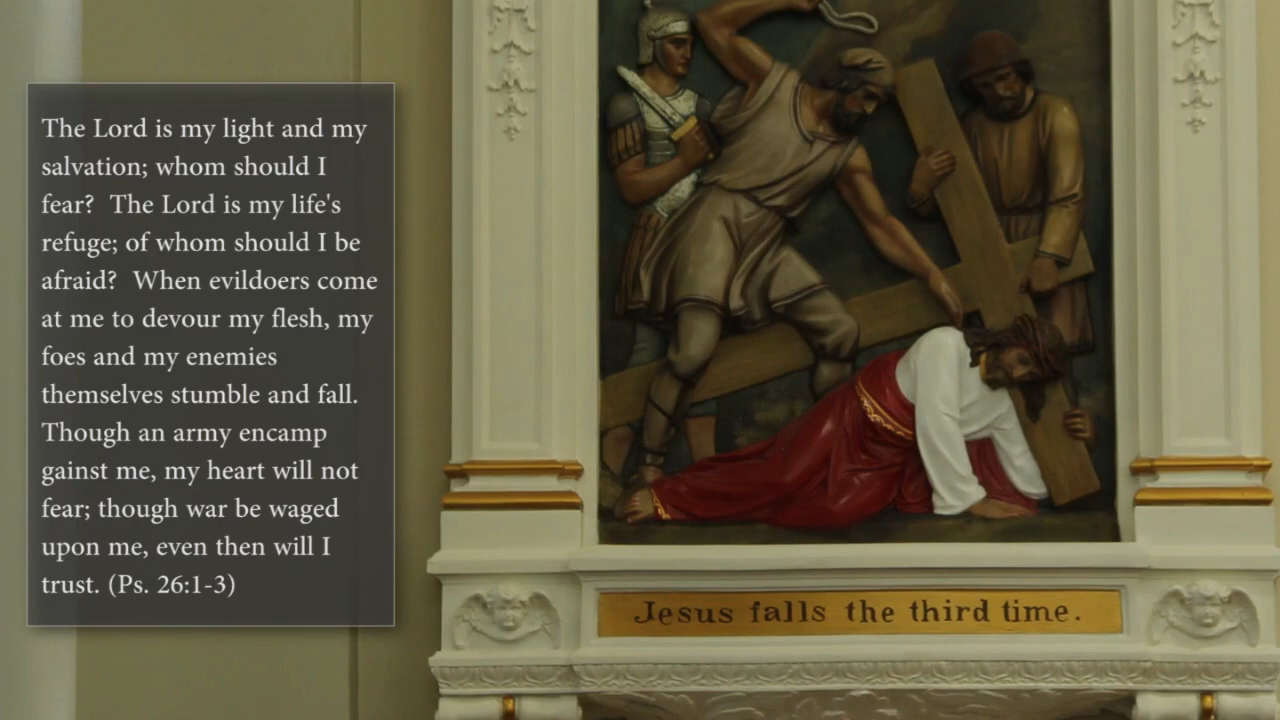 The Lord is my light and my
salvation; whom should I
fear?  The Lord is my life's
refuge; of whom should I be
afraid?  When evildoers come
at me to devour my flesh, my
foes and my enemies
themselves stumble and fall.
Though an army encamp
gainst me, my heart will not
fear; though war be waged
upon me, even then will I
trust. (Ps. 26:1-3)
Jesus falls the third time.